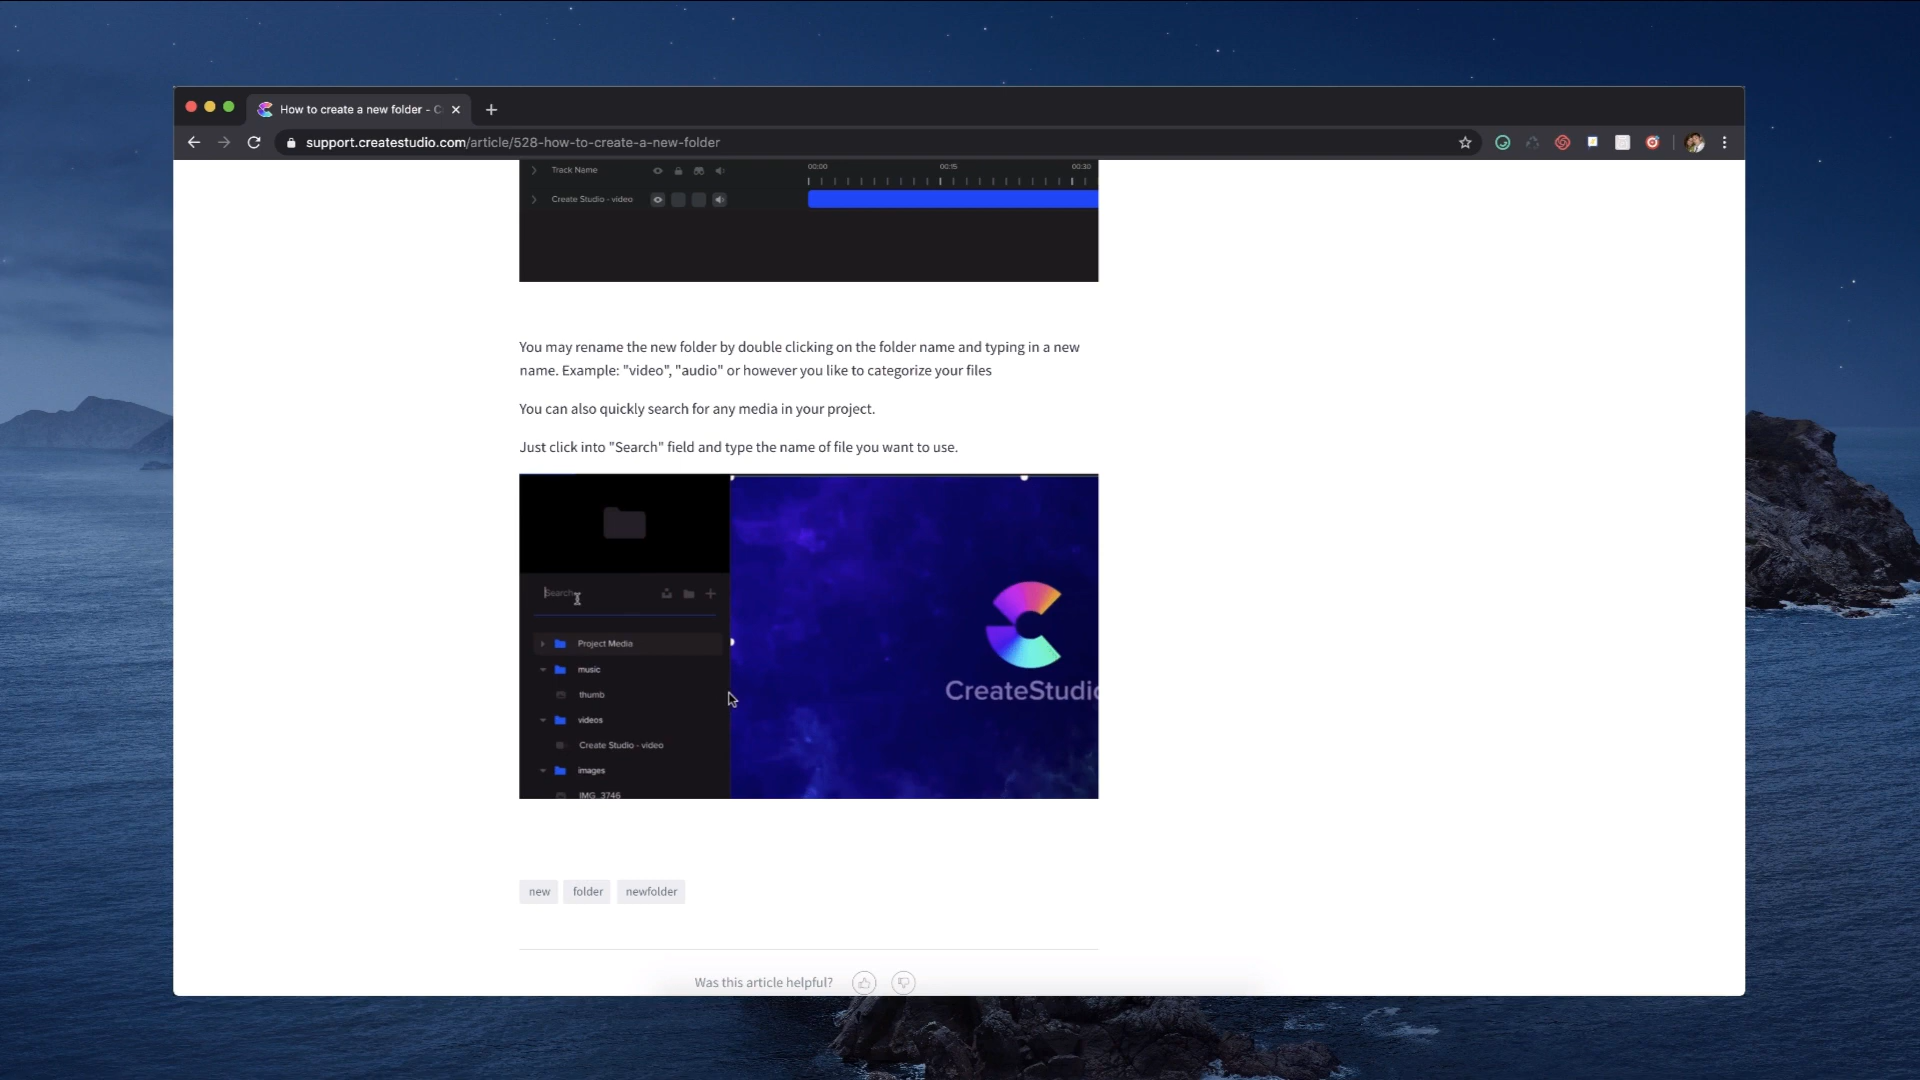 How to create a new folder - C
support.createstudio.com/article/528-how-to-create-a-new-folder
Track Name
00:00
00:15
00:30
Create Studio - video
You may rename the new folder by double clicking on the folder name and typing in a new
name. Example: "video", "audio" or however you like to categorize your files
You can also quickly search for any media in your project.
Just click into "Search" field and type the name of file you want to use.
Search
Project Media
music
thumb
videos
Create Studio - video
images
IMG_3746
CreateStudio
new
folder
newfolder
Was this article helpful?